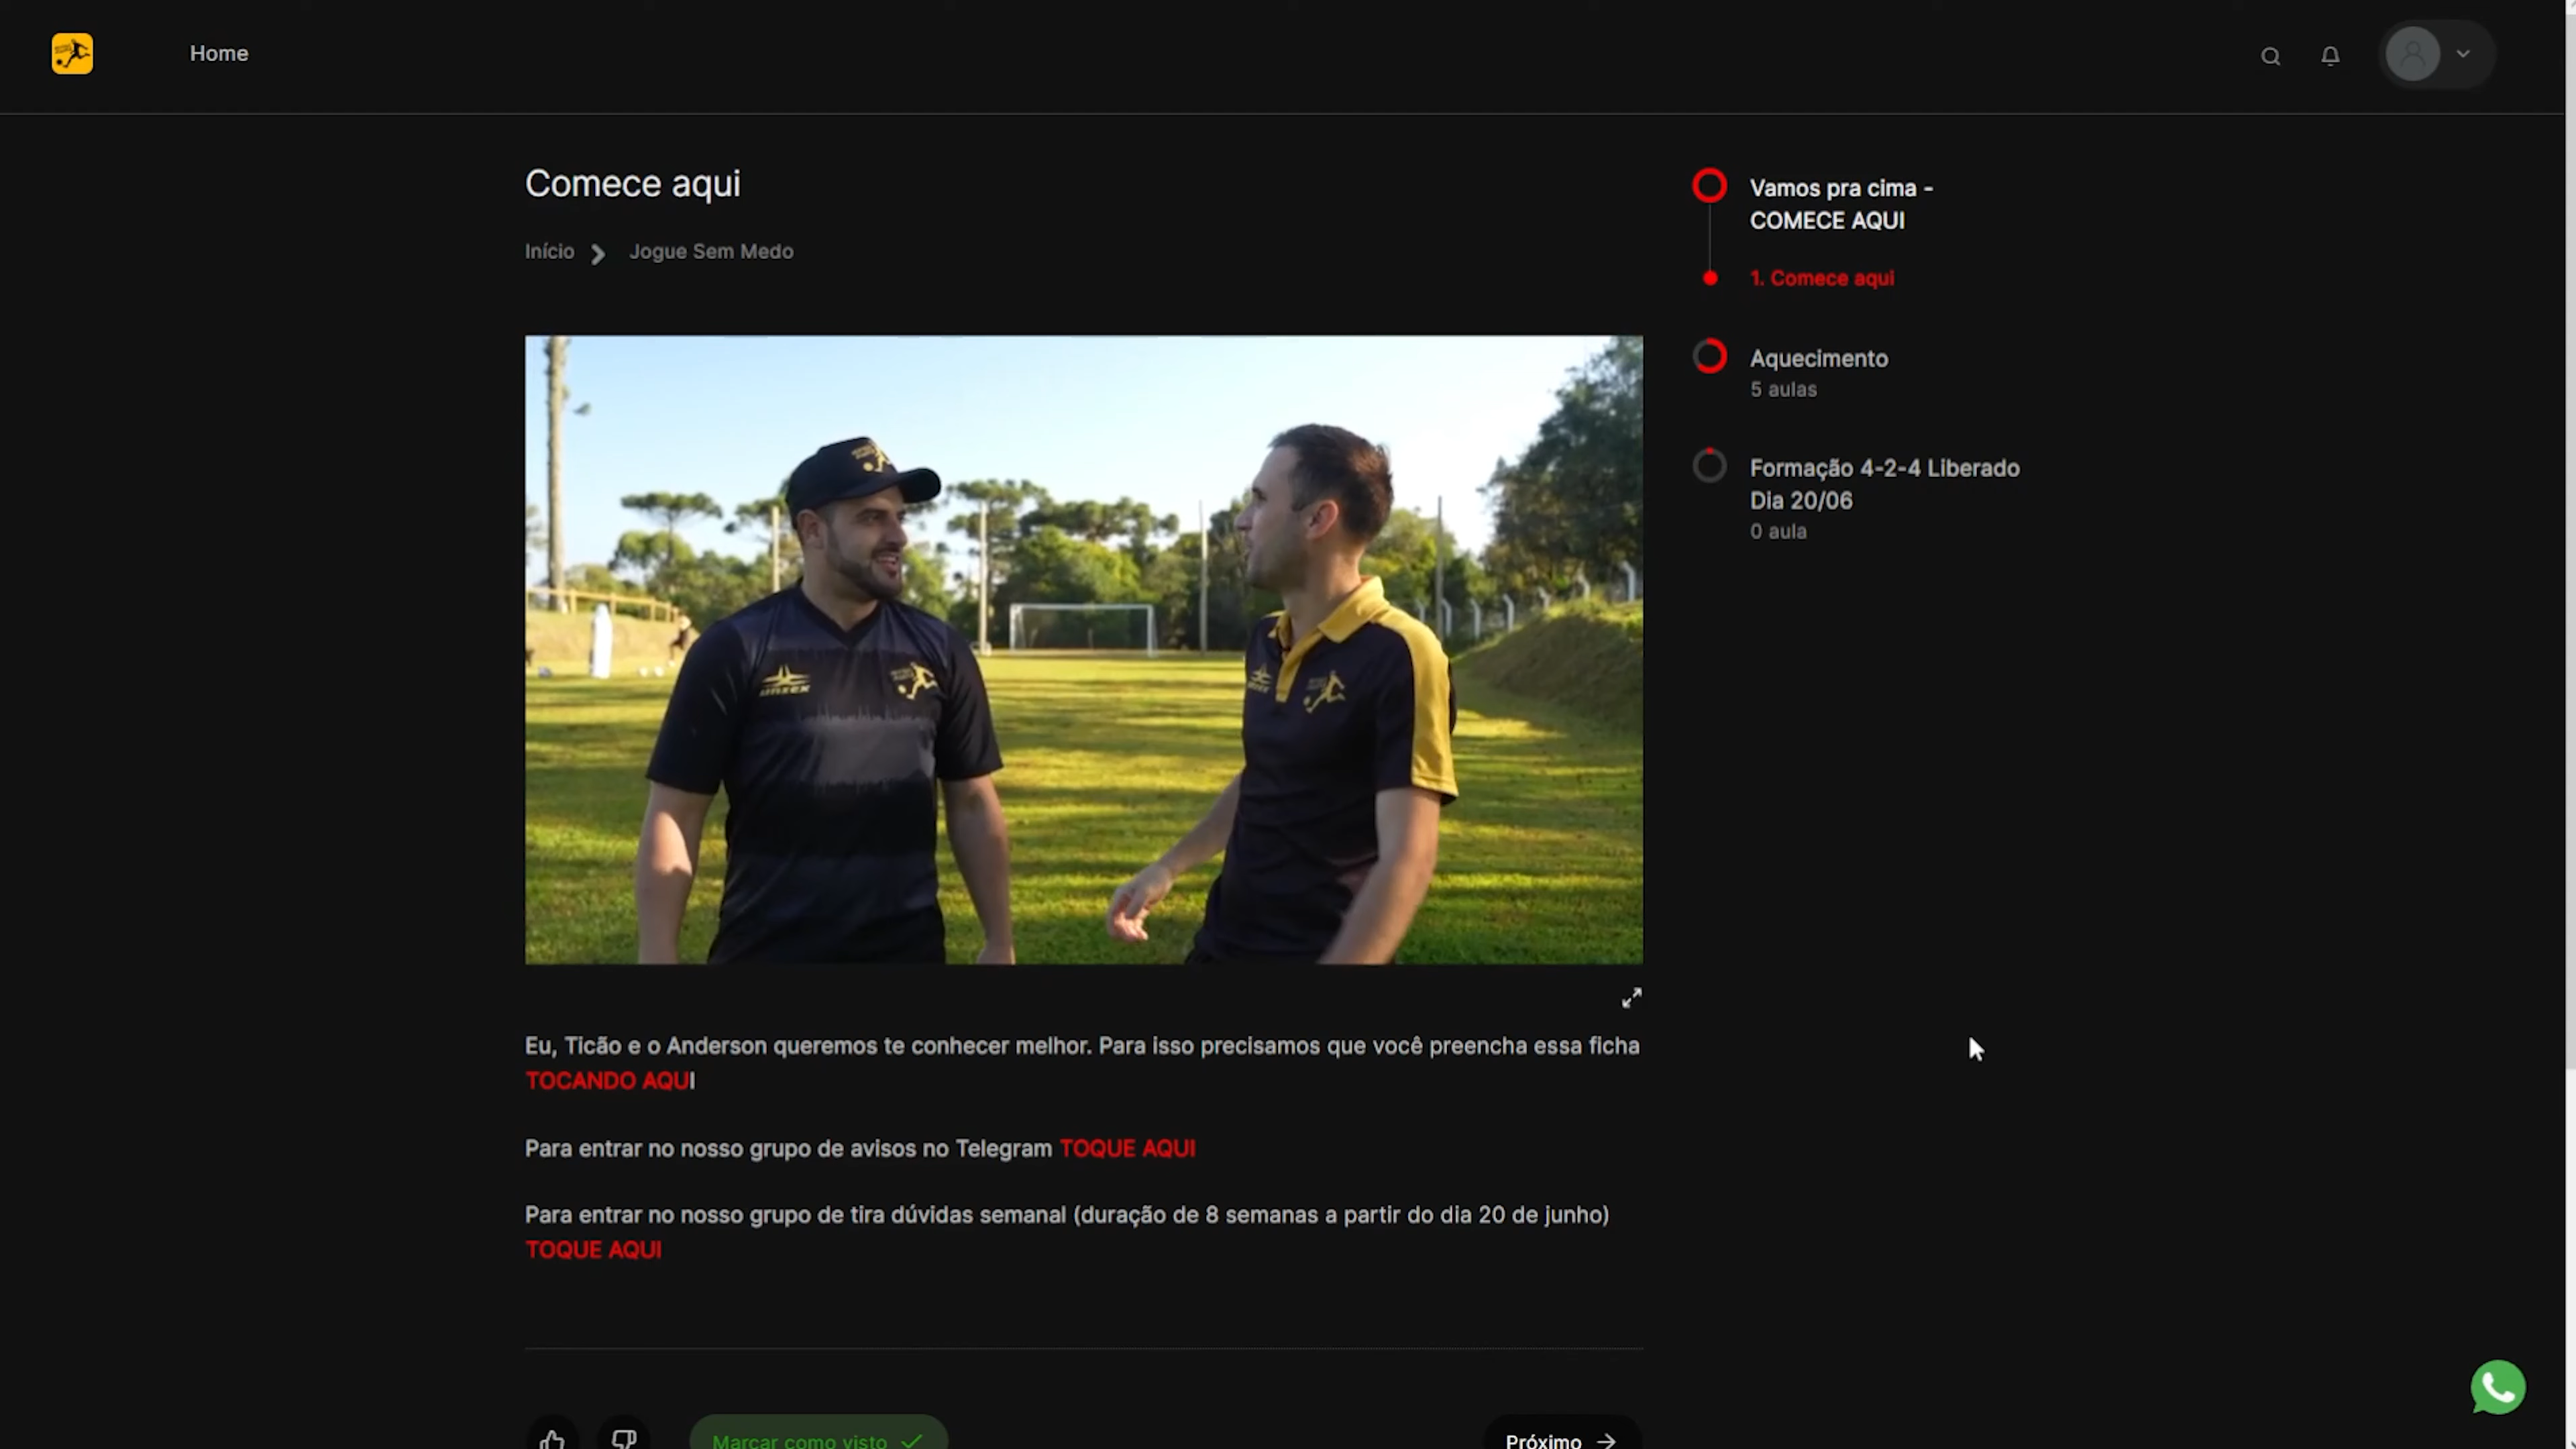 Home
Comece aqui
Início
Jogue Sem Medo
Vamos pra cima -
COMECE AQUI
1. Comece aqui
Aquecimento
5 aulas
Formação 4-2-4 Liberado
Dia 20/06
0 aula
Eu, Ticão e o Anderson queremos te conhecer melhor. Para isso precisamos que você preencha essa ficha
TOCANDO AQUI
Para entrar no nosso grupo de avisos no Telegram TOQUE AQUI
Para entrar no nosso grupo de tira dúvidas semanal (duração de 8 semanas a partir do dia 20 de junho)
TOQUE AQUI
Marcar como visto
Próximo